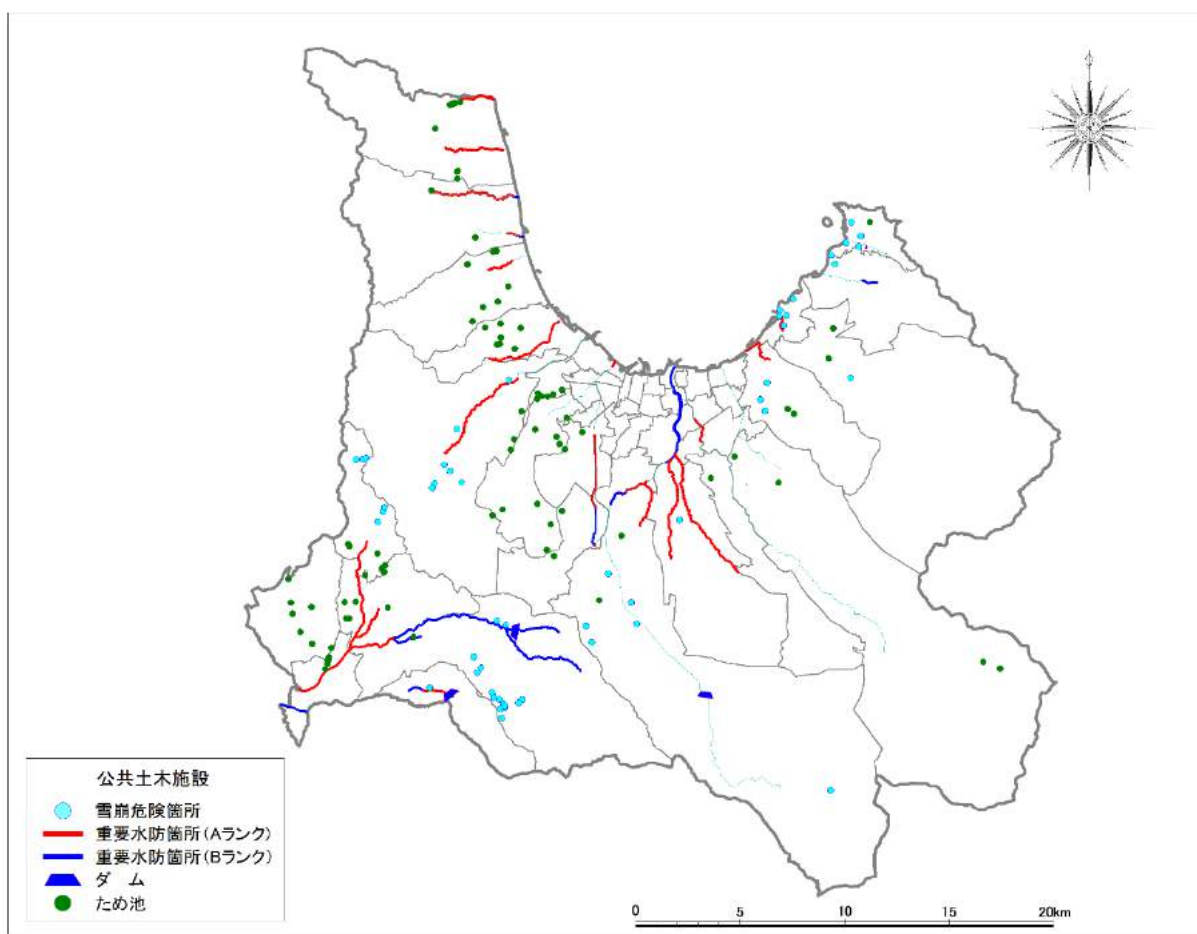 公共土木施設
雪崩危険箇所
重要水防箇所(Aランク)
重要水防箇所(Bランク)
ダ ム
ため池
0 5 10 15 20km